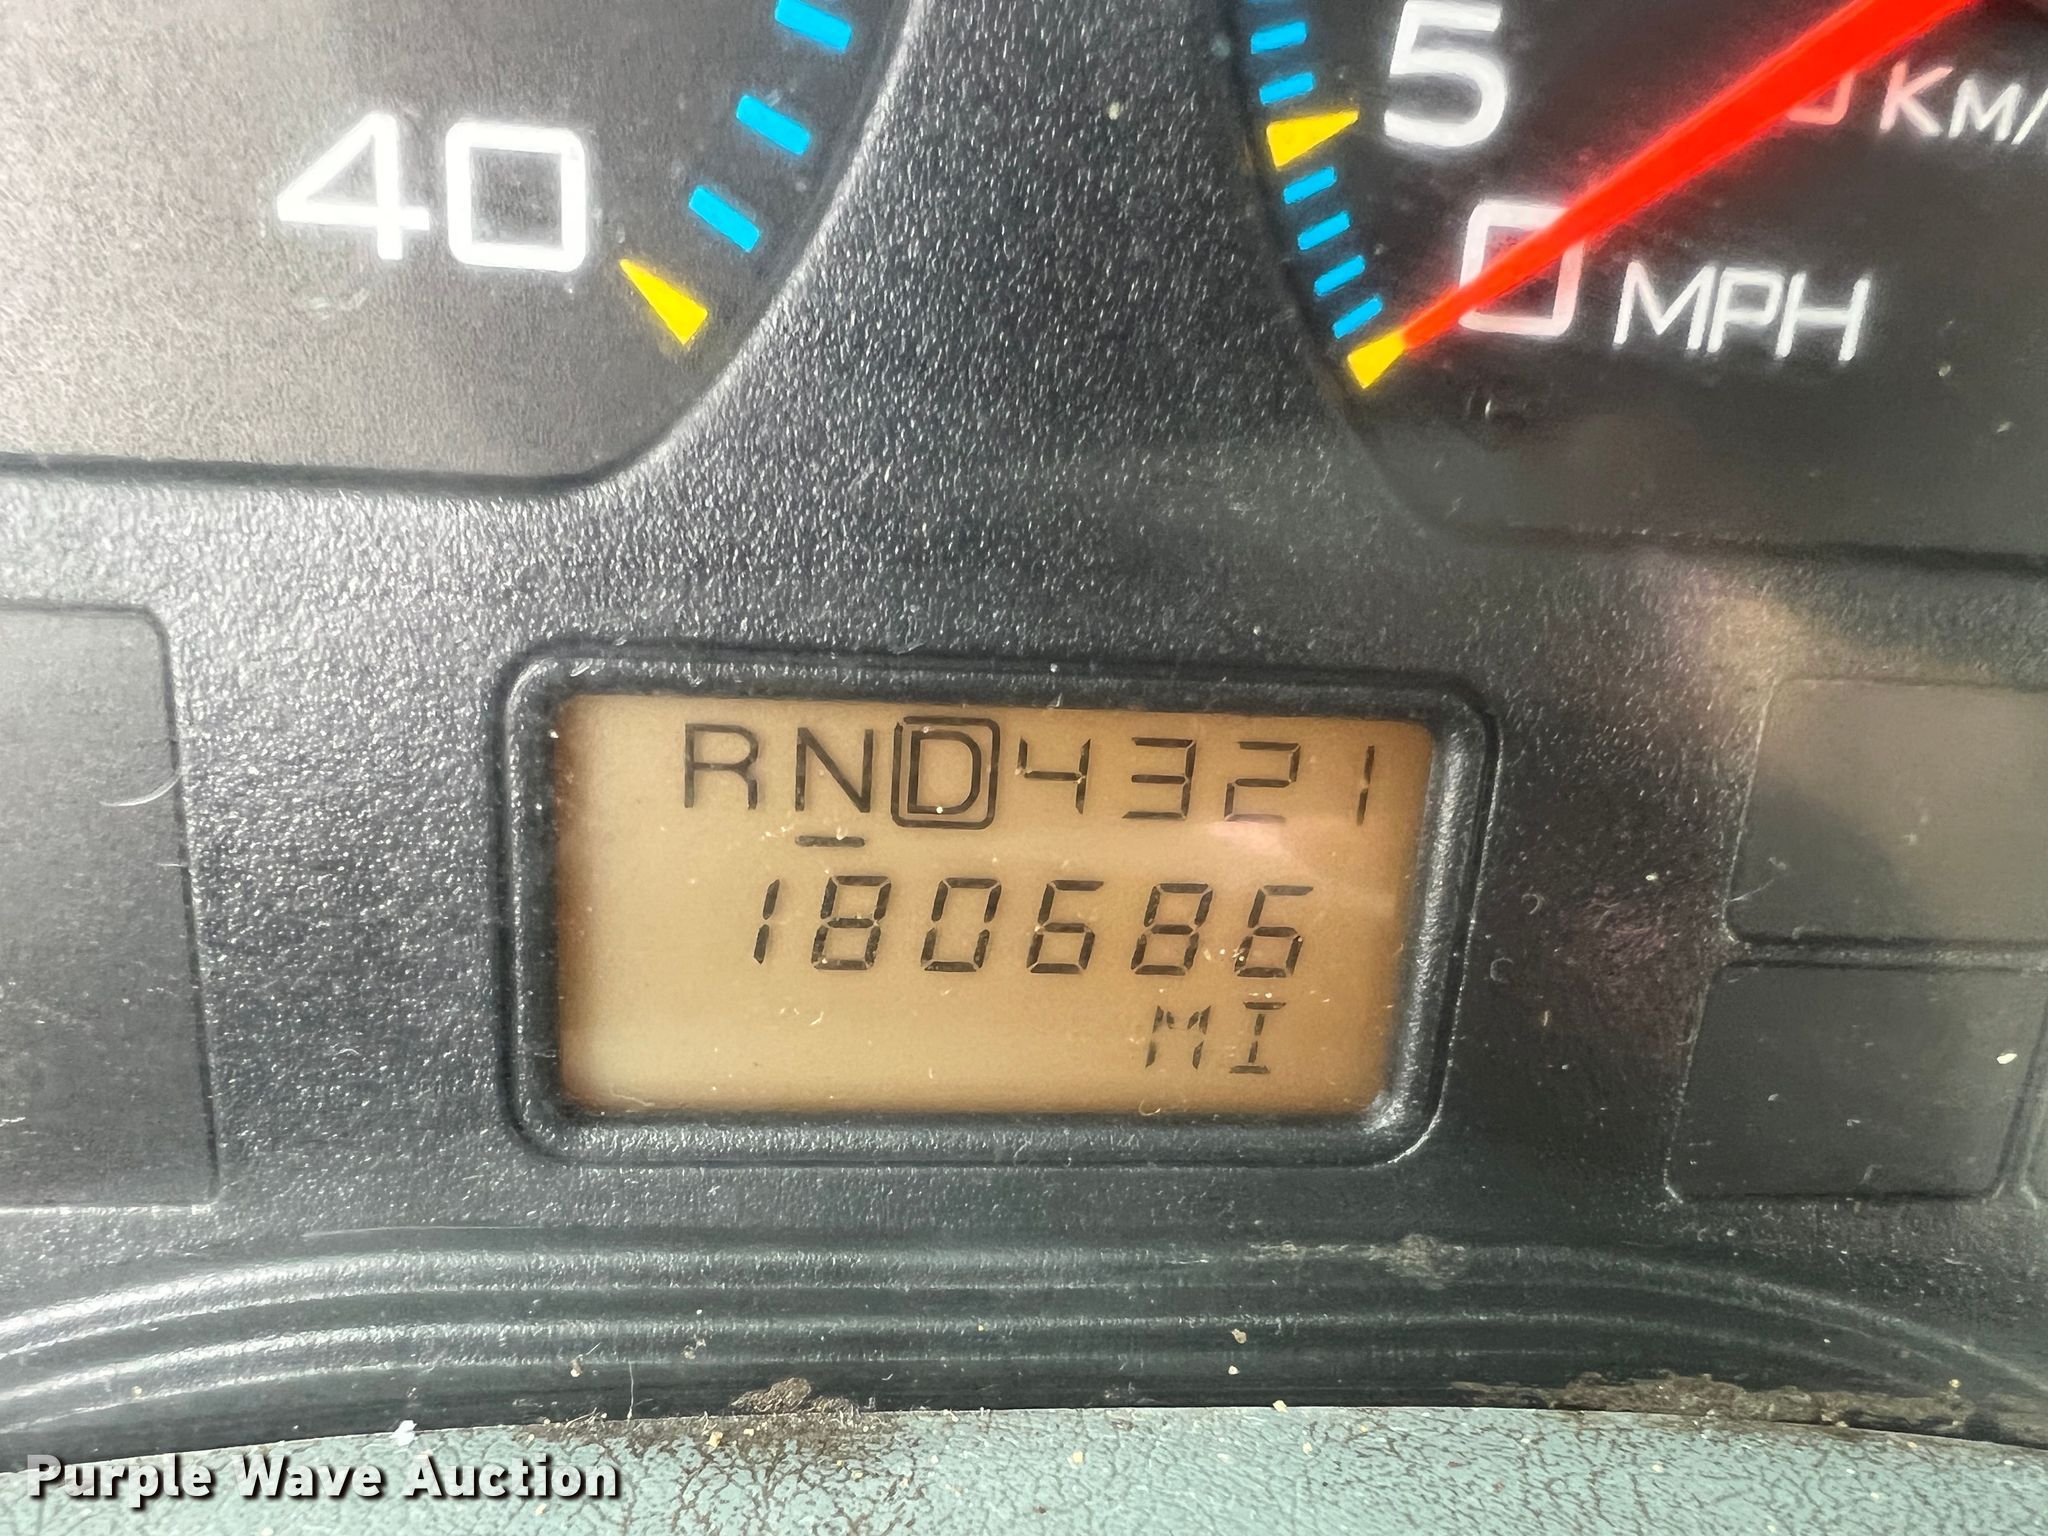 40
5
KM/
0 MPH
RND4321
180686
MI
Purple Wave Auction